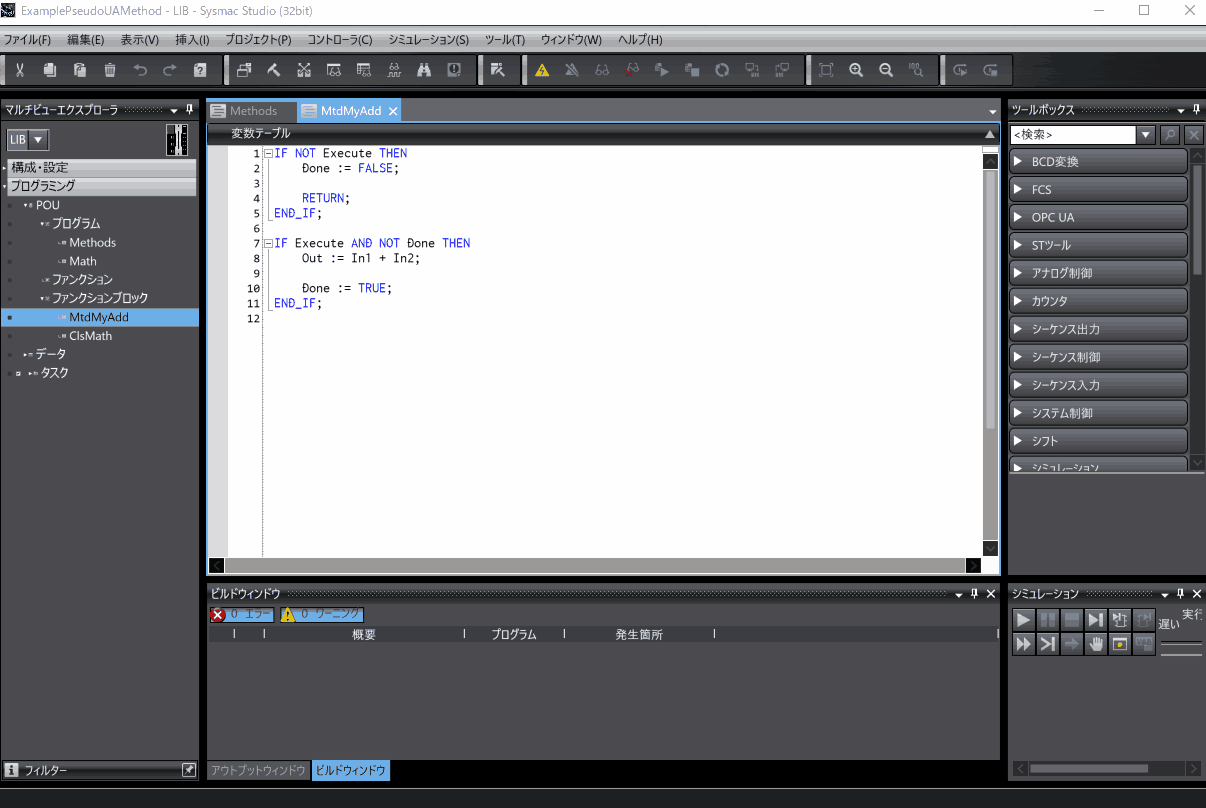 ExamplePseudoUAMethod - LIB - Sysmac Studio (32bit)
ファイル(F) 編集(E) 表示(V) 挿入(I) プロジェクト(P) コントローラ(C) シミュレーション(S) ツール(T) ウィンドウ(W) ヘルプ(H)
マルチビューエクスプローラ
LIB
構成・設定
プログラミング
POU
プログラム
Methods
Math
ファンクション
ファンクションブロック
MtdMyAdd
ClsMath
データ
タスク
フィルター
Methods MtdMyAdd
変数テーブル
1 IF NOT Execute THEN
2 Done := FALSE;
3
4 RETURN;
5 END_IF;
6
7 IF Execute AND NOT Done THEN
8 Out := In1 + In2;
9
10 Done := TRUE;
11 END_IF;
12
ビルドウィンドウ
0 エラー 0 ワーニング
概要 プログラム 発生箇所
アウトプットウィンドウ ビルドウィンドウ
ツールボックス
<検索>
BCD変換
FCS
OPC UA
STツール
アナログ制御
カウンタ
シーケンス出力
シーケンス制御
シーケンス入力
システム制御
シフト
シミュレーション
シミュレーション
実行
遅い